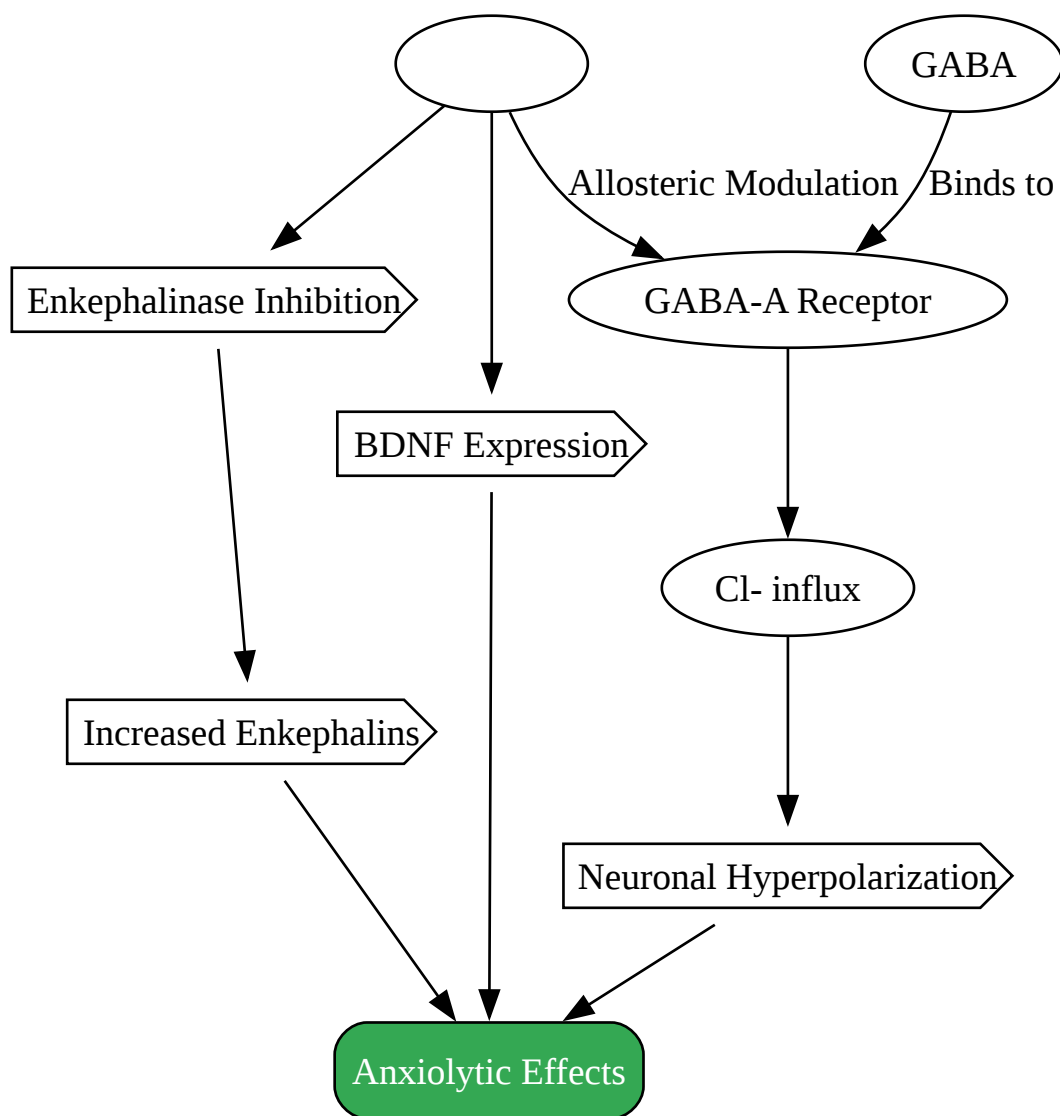 GABA
Allosteric Modulation
Binds to
Enkephalinase Inhibition
GABA-A Receptor
BDNF Expression
Cl- influx
Increased Enkephalins
Neuronal Hyperpolarization
Anxiolytic Effects